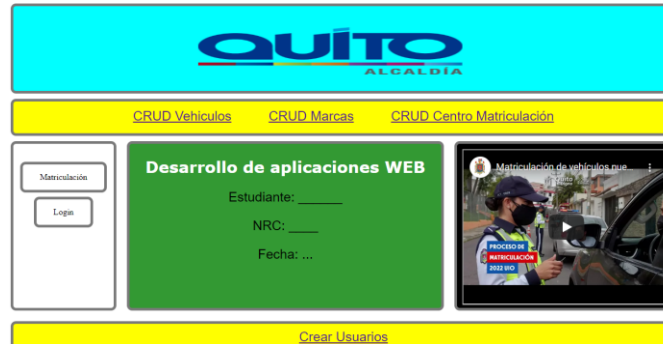 QUITO
ALCALDÍA
CRUD Vehiculos CRUD Marcas CRUD Centro Matriculación
Matriculación
Login
Desarrollo de aplicaciones WEB
Estudiante: ______
NRC: ____
Fecha: ...
Matriculación de vehículos nue...
PROCESO DE
MATRICULACIÓN
2022 UIO
Crear Usuarios